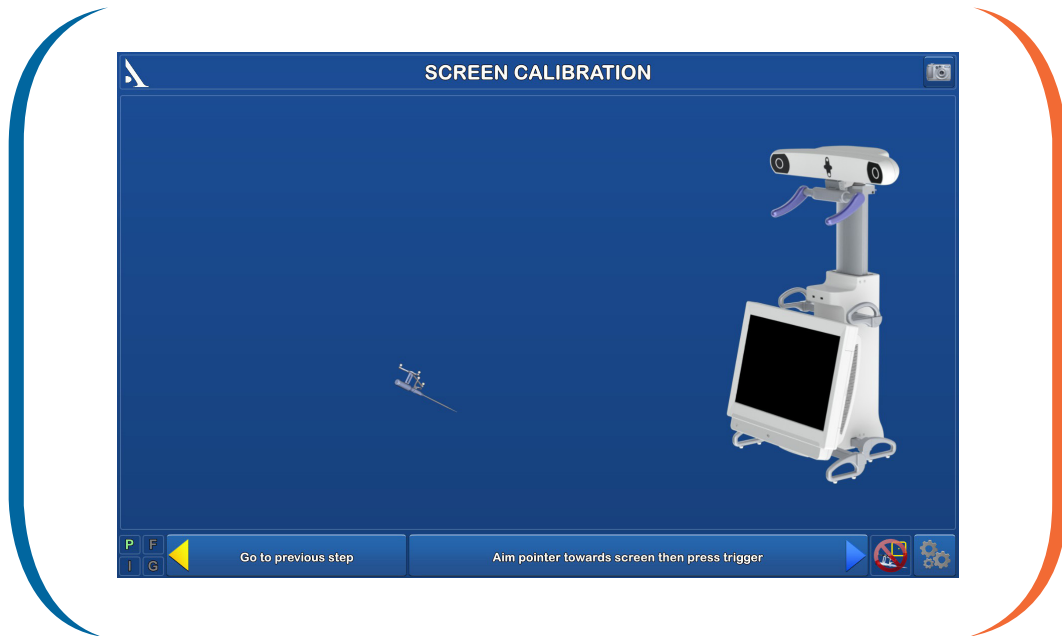 SCREEN CALIBRATION
P F
I G
Go to previous step
Aim pointer towards screen then press trigger